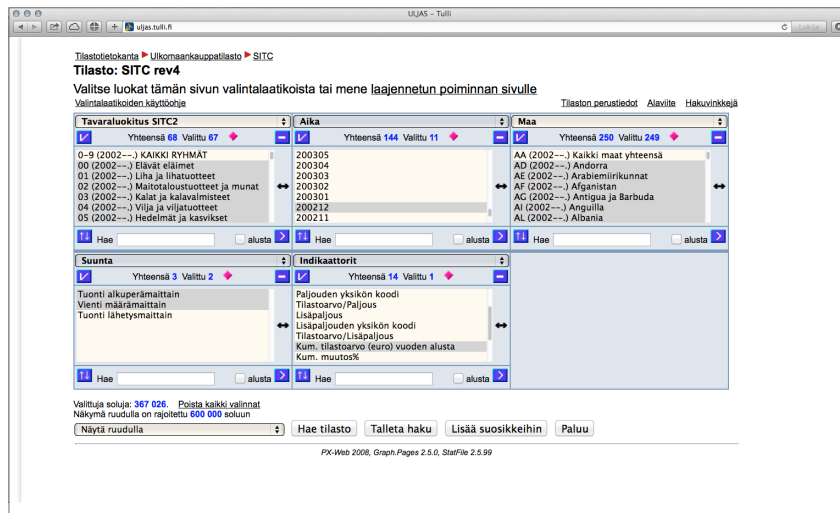 ULJAS – Tulli
uljas.tulli.fi
Lukija
Tilastotietokanta Ulkomaankauppatilasto SITC
Tilasto: SITC rev4
Valitse luokat tämän sivun valintalaatikoista tai mene laajennetun poiminnan sivulle
Valintalaatikoiden käyttöohje Tilaston perustiedot Alaviite Hakuvinkkejä
Tavaraluokitus SITC2
Yhteensä 68 Valittu 67
0-9 (2002--.) KAIKKI RYHMÄT
00 (2002--.) Elävät eläimet
01 (2002--.) Liha ja lihatuotteet
02 (2002--.) Maitotaloustuotteet ja munat
03 (2002--.) Kalat ja kalavalmisteet
04 (2002--.) Vilja ja viljatuotteet
05 (2002--.) Hedelmät ja kasvikset
Hae alusta
Aika
Yhteensä 144 Valittu 11
200305
200304
200303
200302
200301
200212
200211
Hae alusta
Maa
Yhteensä 250 Valittu 249
AA (2002--.) Kaikki maat yhteensä
AD (2002--.) Andorra
AE (2002--.) Arabiemiirikunnat
AF (2002--.) Afganistan
AG (2002--.) Antigua ja Barbuda
AI (2002--.) Anguilla
AL (2002--.) Albania
Hae alusta
Suunta
Yhteensä 3 Valittu 2
Tuonti alkuperämaittain
Vienti määrämaittain
Tuonti lähetysmaittain
Hae alusta
Indikaattorit
Yhteensä 14 Valittu 1
Paljouden yksikön koodi
Tilastoarvo/Paljous
Lisäpaljous
Lisäpaljouden yksikön koodi
Tilastoarvo/Lisäpaljous
Kum. tilastoarvo (euro) vuoden alusta
Kum. muutos%
Hae alusta
Valittuja soluja: 367 026. Poista kaikki valinnat
Näkymä ruudulla on rajoitettu 600 000 soluun
Näytä ruudulla Hae tilasto Talleta haku Lisää suosikkeihin Paluu
PX-Web 2008, Graph.Pages 2.5.0, StatFile 2.5.99